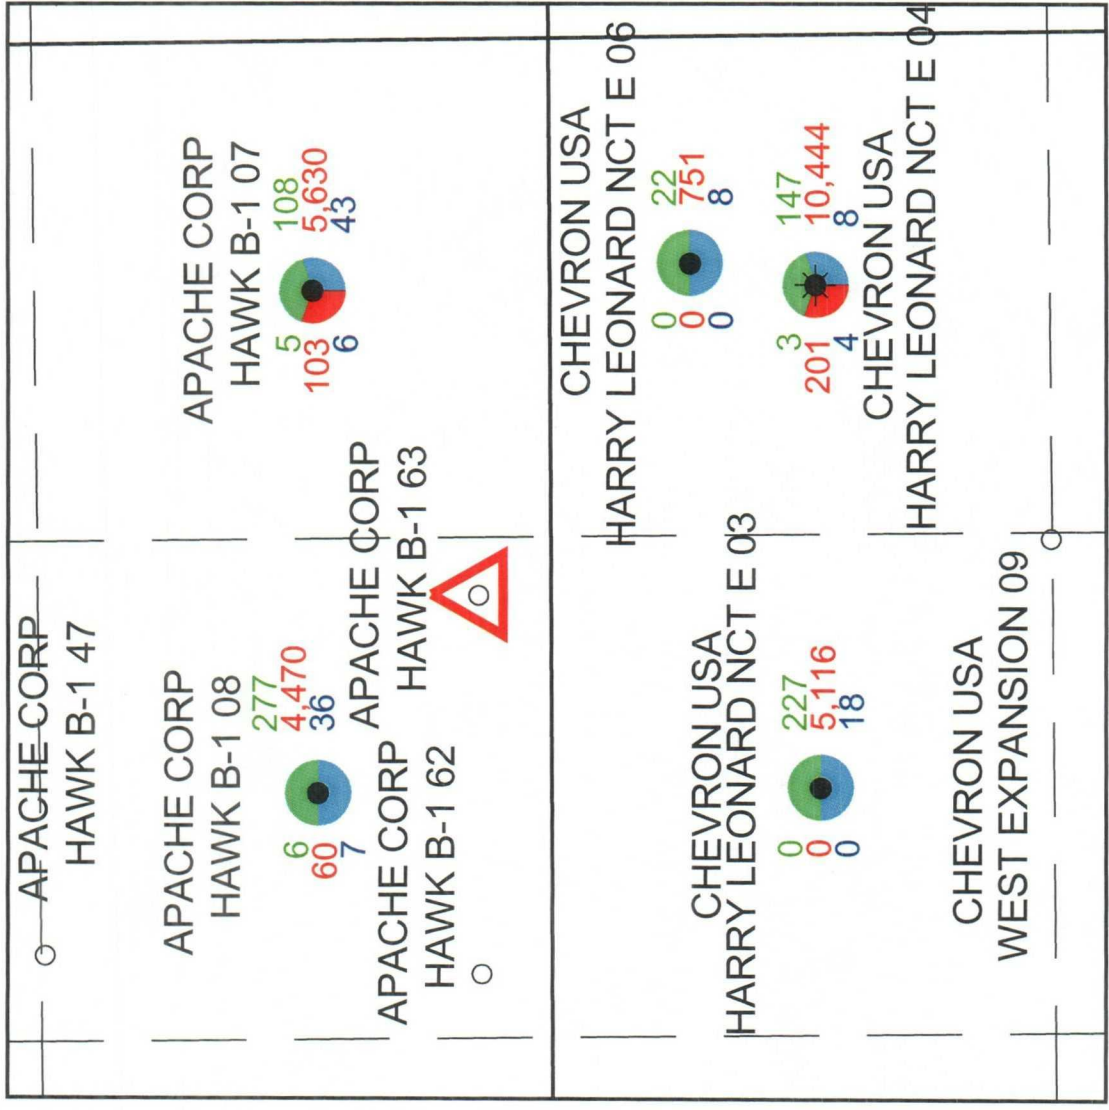 APACHE CORP
HAWK B-1 47
APACHE CORP
HAWK B-1 08
6
277
60
4,470
7
36
APACHE CORP
HAWK B-1 07
5
108
103
5,630
6
43
APACHE CORP
HAWK B-1 62
APACHE CORP
HAWK B-1 63
CHEVRON USA
HARRY LEONARD NCT E 06
0
22
0
751
0
8
CHEVRON USA
HARRY LEONARD NCT E 03
0
227
0
5,116
0
18
3
147
201
10,444
4
8
CHEVRON USA
HARRY LEONARD NCT E 04
CHEVRON USA
WEST EXPANSION 09